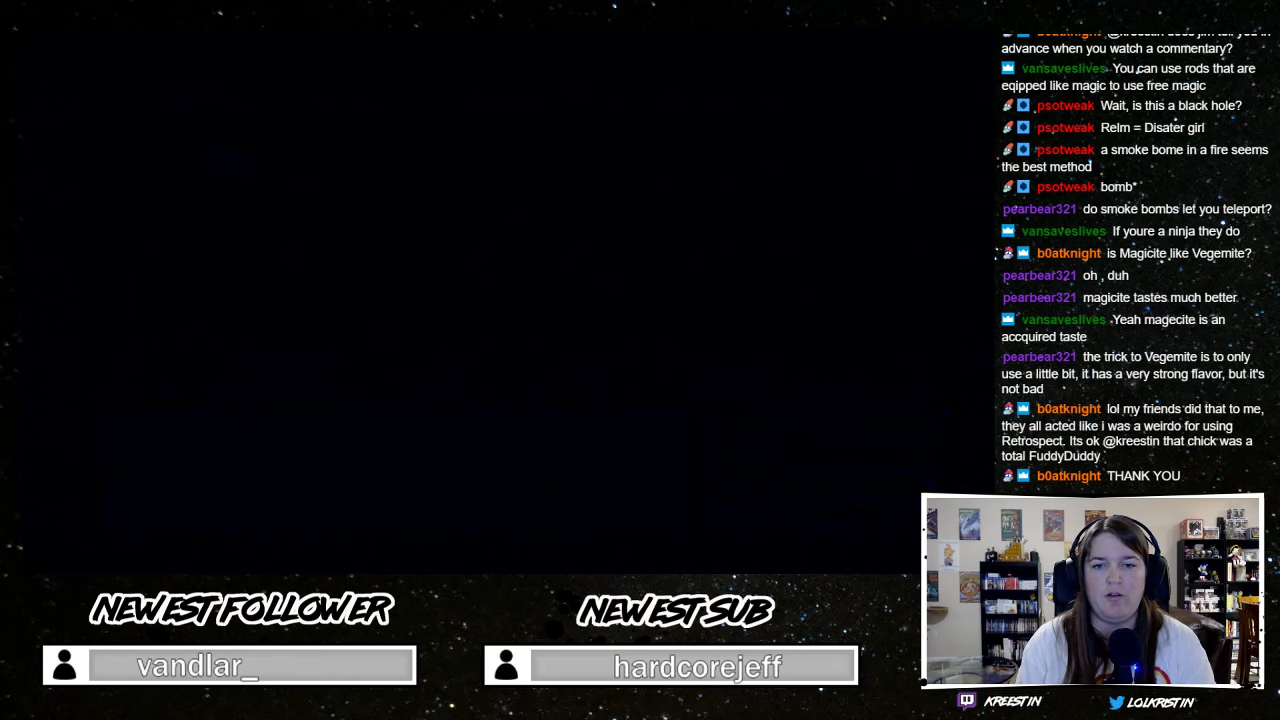 advance when you watch a commentary?
vansaveslives You can use rods that are
eqipped like magic to use free magic
psotweak Wait, is this a black hole?
psotweak Relm = Disater girl
psotweak a smoke bome in a fire seems
the best method
psotweak bomb*
pearbear321 do smoke bombs let you teleport?
vansaveslives If youre a ninja they do
b0atknight is Magicite like Vegemite?
pearbear321 oh , duh
pearbear321 magicite tastes much better
vansaveslives Yeah magecite is an
accquired taste
pearbear321 the trick to Vegemite is to only
use a little bit, it has a very strong flavor, but it's
not bad
b0atknight lol my friends did that to me,
they all acted like i was a weirdo for using
Retrospect. Its ok @kreestin that chick was a
total FuddyDuddy
b0atknight THANK YOU
NEWEST FOLLOWER
vandlar_
NEWEST SUB
hardcorejeff
KREESTIN
LOLKRISTIN